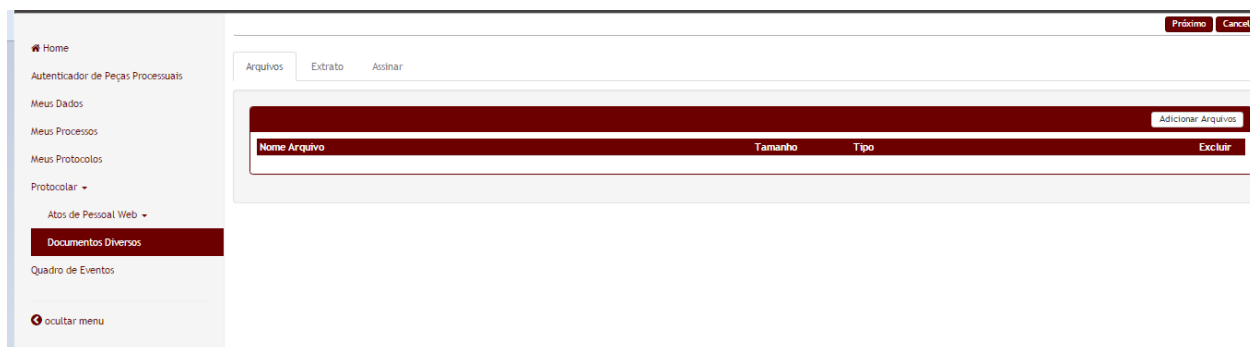 Próximo Cancel
Home
Autenticador de Peças Processuais
Meus Dados
Meus Processos
Meus Protocolos
Protocolar
Atos de Pessoal Web
Documentos Diversos
Quadro de Eventos
ocultar menu
Arquivos Extrato Assinar
Adicionar Arquivos
Nome Arquivo Tamanho Tipo Excluir